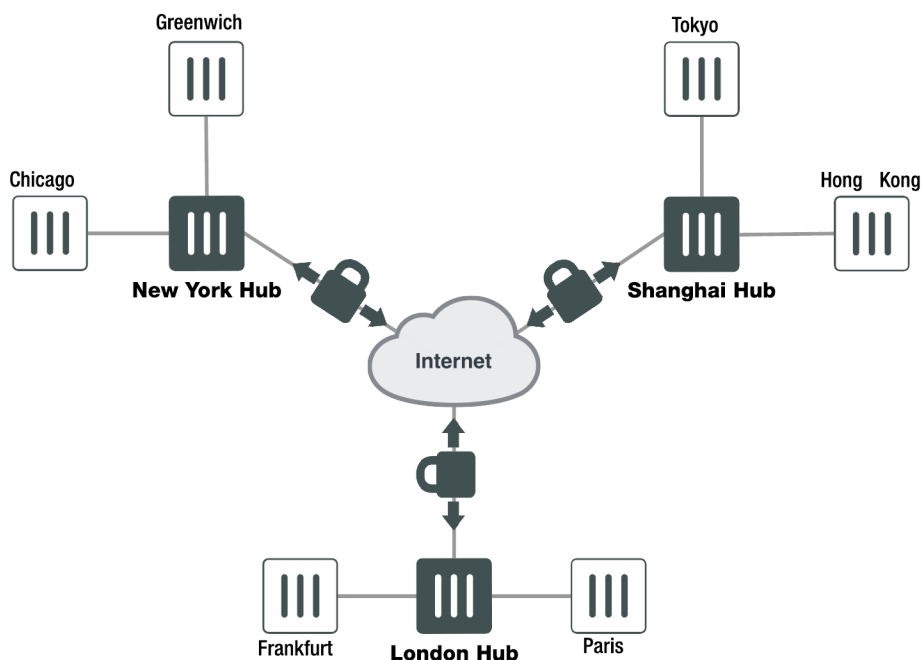 Greenwich
Tokyo
Chicago
Hong Kong
New York Hub
Shanghai Hub
Internet
Frankfurt
London Hub
Paris